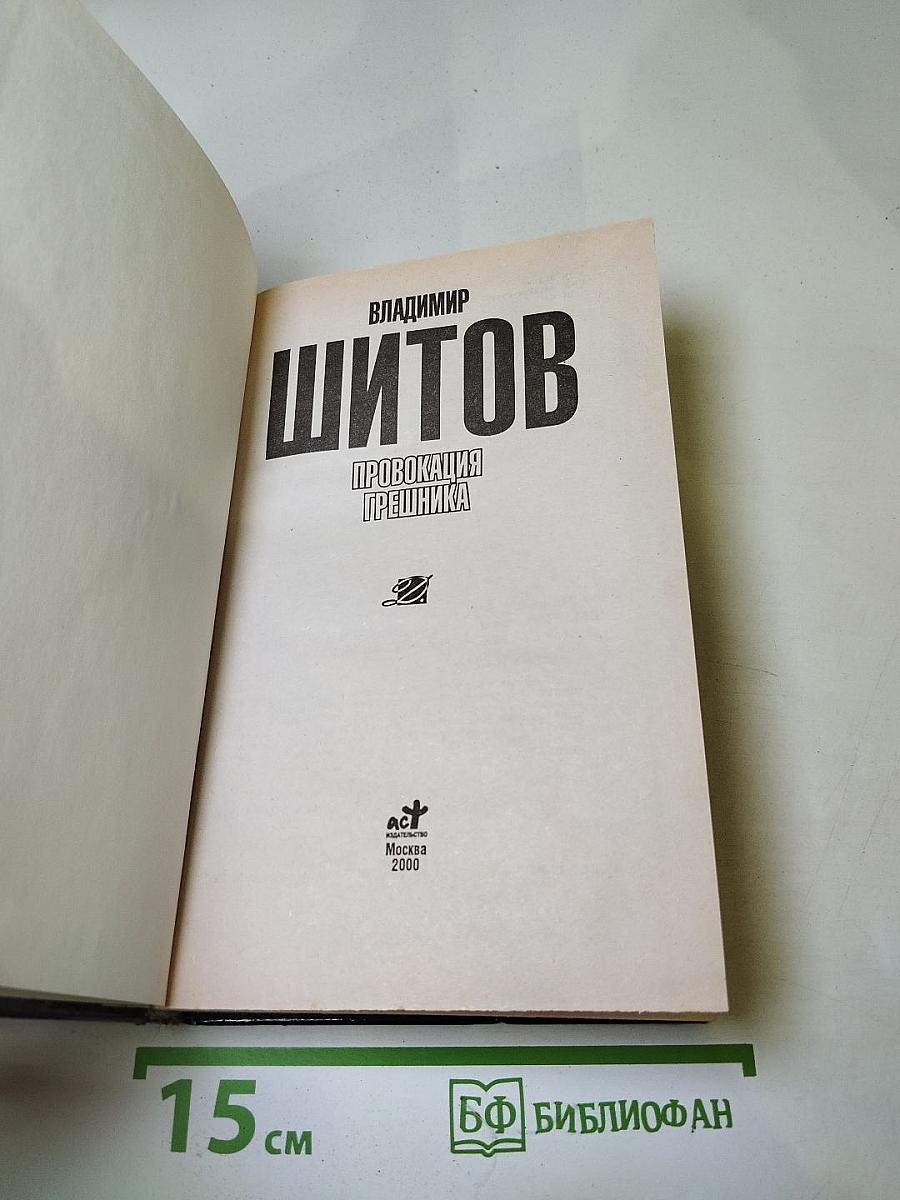 ВЛАДИМИР
ШИТОВ
ПРОВОКАЦИЯ
ГРЕШНИКА
аст
ИЗДАТЕЛЬСТВО
Москва
2000
15 см
БФ БИБЛИОФАН